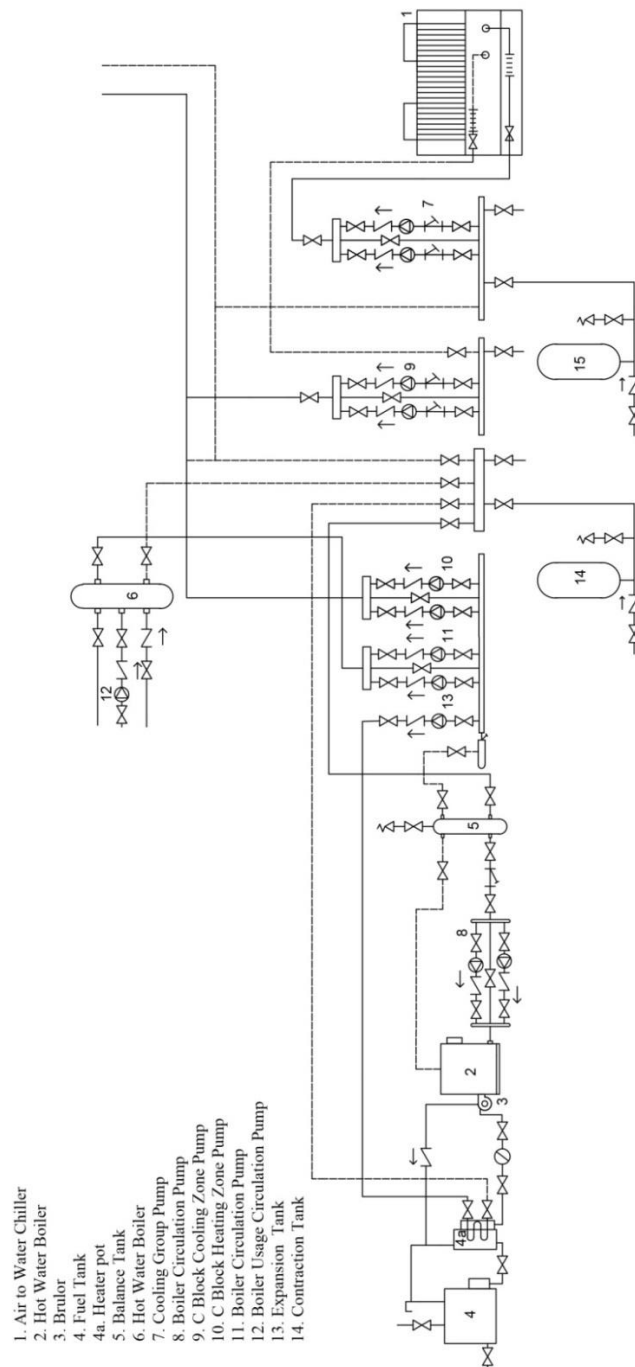 1. Air to Water Chiller
2. Hot Water Boiler
3. Brulor
4. Fuel Tank
4a. Heater pot
5. Balance Tank
6. Hot Water Boiler
7. Cooling Group Pump
8. Boiler Circulation Pump
9. C Block Cooling Zone Pump
10. C Block Heating Zone Pump
11. Boiler Circulation Pump
12. Boiler Usage Circulation Pump
13. Expansion Tank
14. Contraction Tank
1
7
9
15
6
10
14
12
11
13
5
8
2
3
4a
4